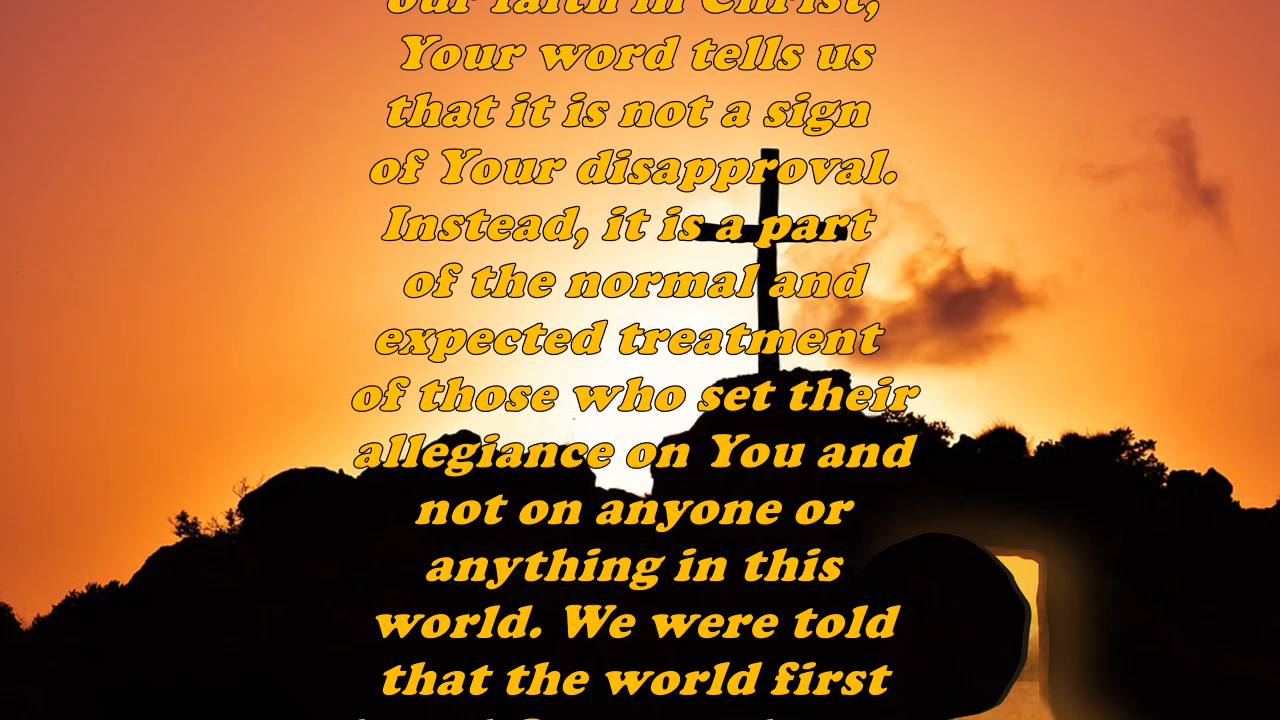 our faith in Christ,
Your word tells us
that it is not a sign
of Your disapproval.
Instead, it is a part
of the normal and
expected treatment
of those who set their
allegiance on You and
not on anyone or
anything in this
world. We were told
that the world first